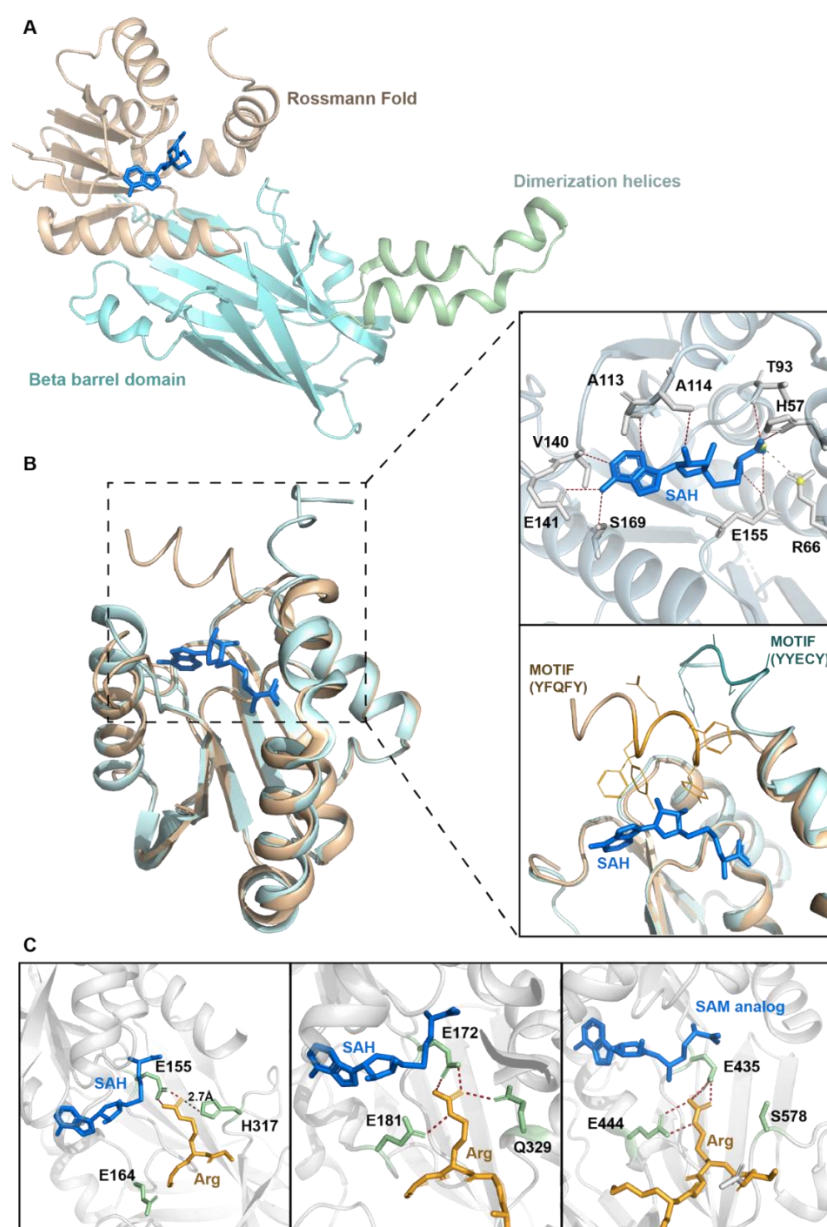 A
Rossmann Fold
Dimerization helices
Beta barrel domain
B
A113
A114
T93
H57
V140
SAH
E141
S169
E155
R66
MOTIF
(YFQFY)
MOTIF
(YYECY)
SAH
C
E155
SAH
2.7A
H317
E164
Arg
E172
SAH
E181
Q329
Arg
SAM analog
E435
E444
S578
Arg